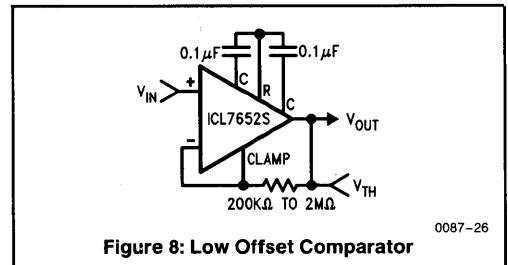 0.1µF 0.1µF
C R C
V_IN + ICL7652S V_OUT
- CLAMP
V_TH
200KΩ TO 2MΩ
0087-26
Figure 8: Low Offset Comparator